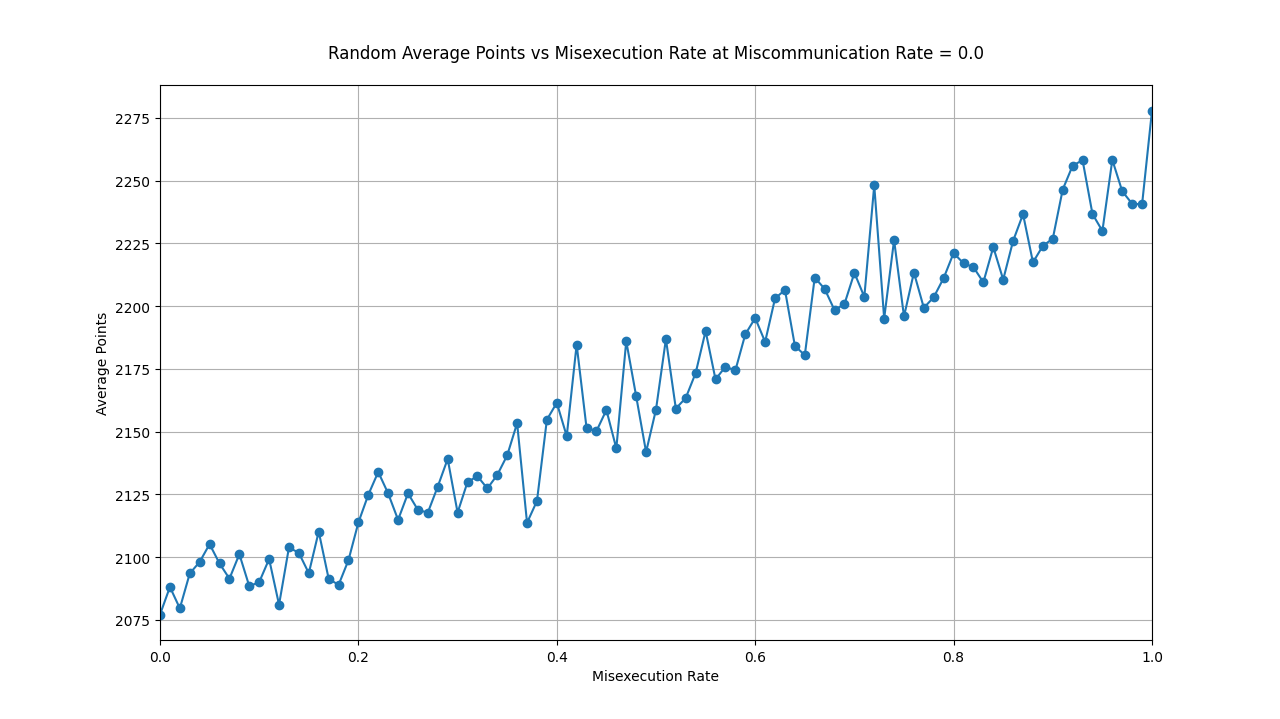 Random Average Points vs Misexecution Rate at Miscommunication Rate = 0.0
2275
2250
2225
2200
2175
2150
2125
2100
2075
Average Points
0.0 0.2 0.4 0.6 0.8 1.0
Misexecution Rate